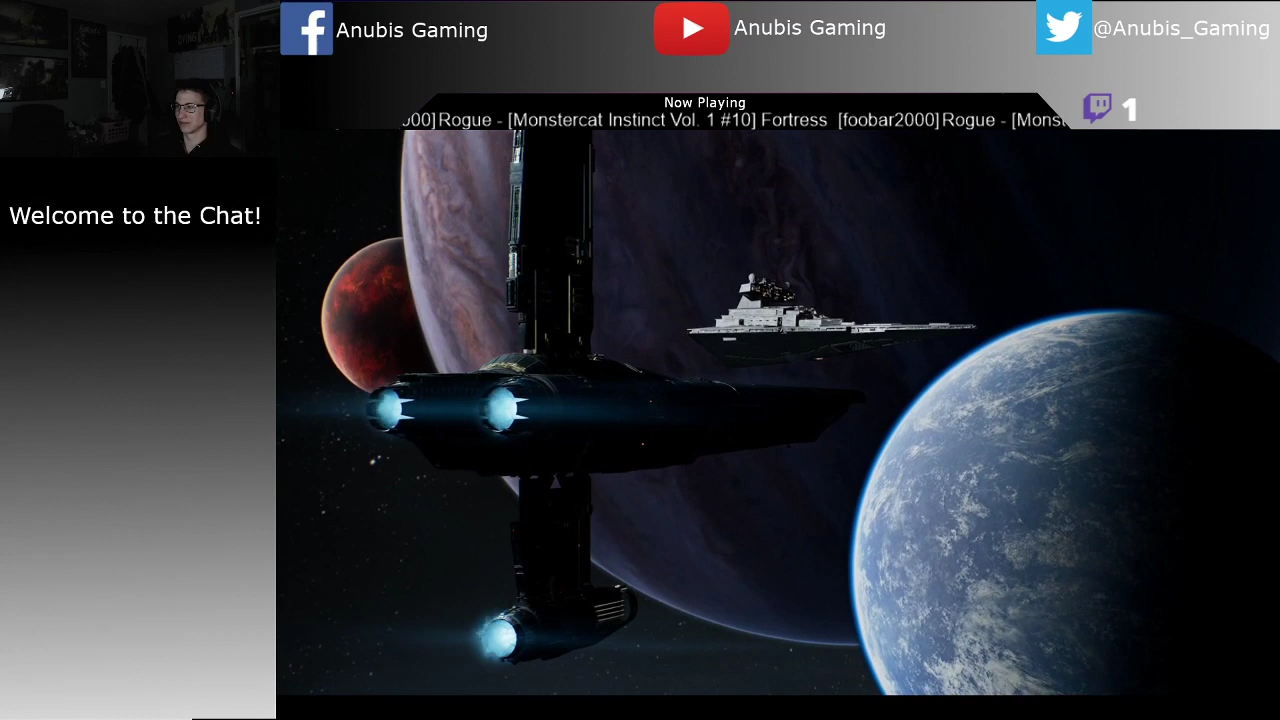 Anubis Gaming
Anubis Gaming
@Anubis_Gaming
Now Playing
00] Rogue - [Monstercat Instinct Vol. 1 #10] Fortress [foobar2000] Rogue - [Monst
1
Welcome to the Chat!